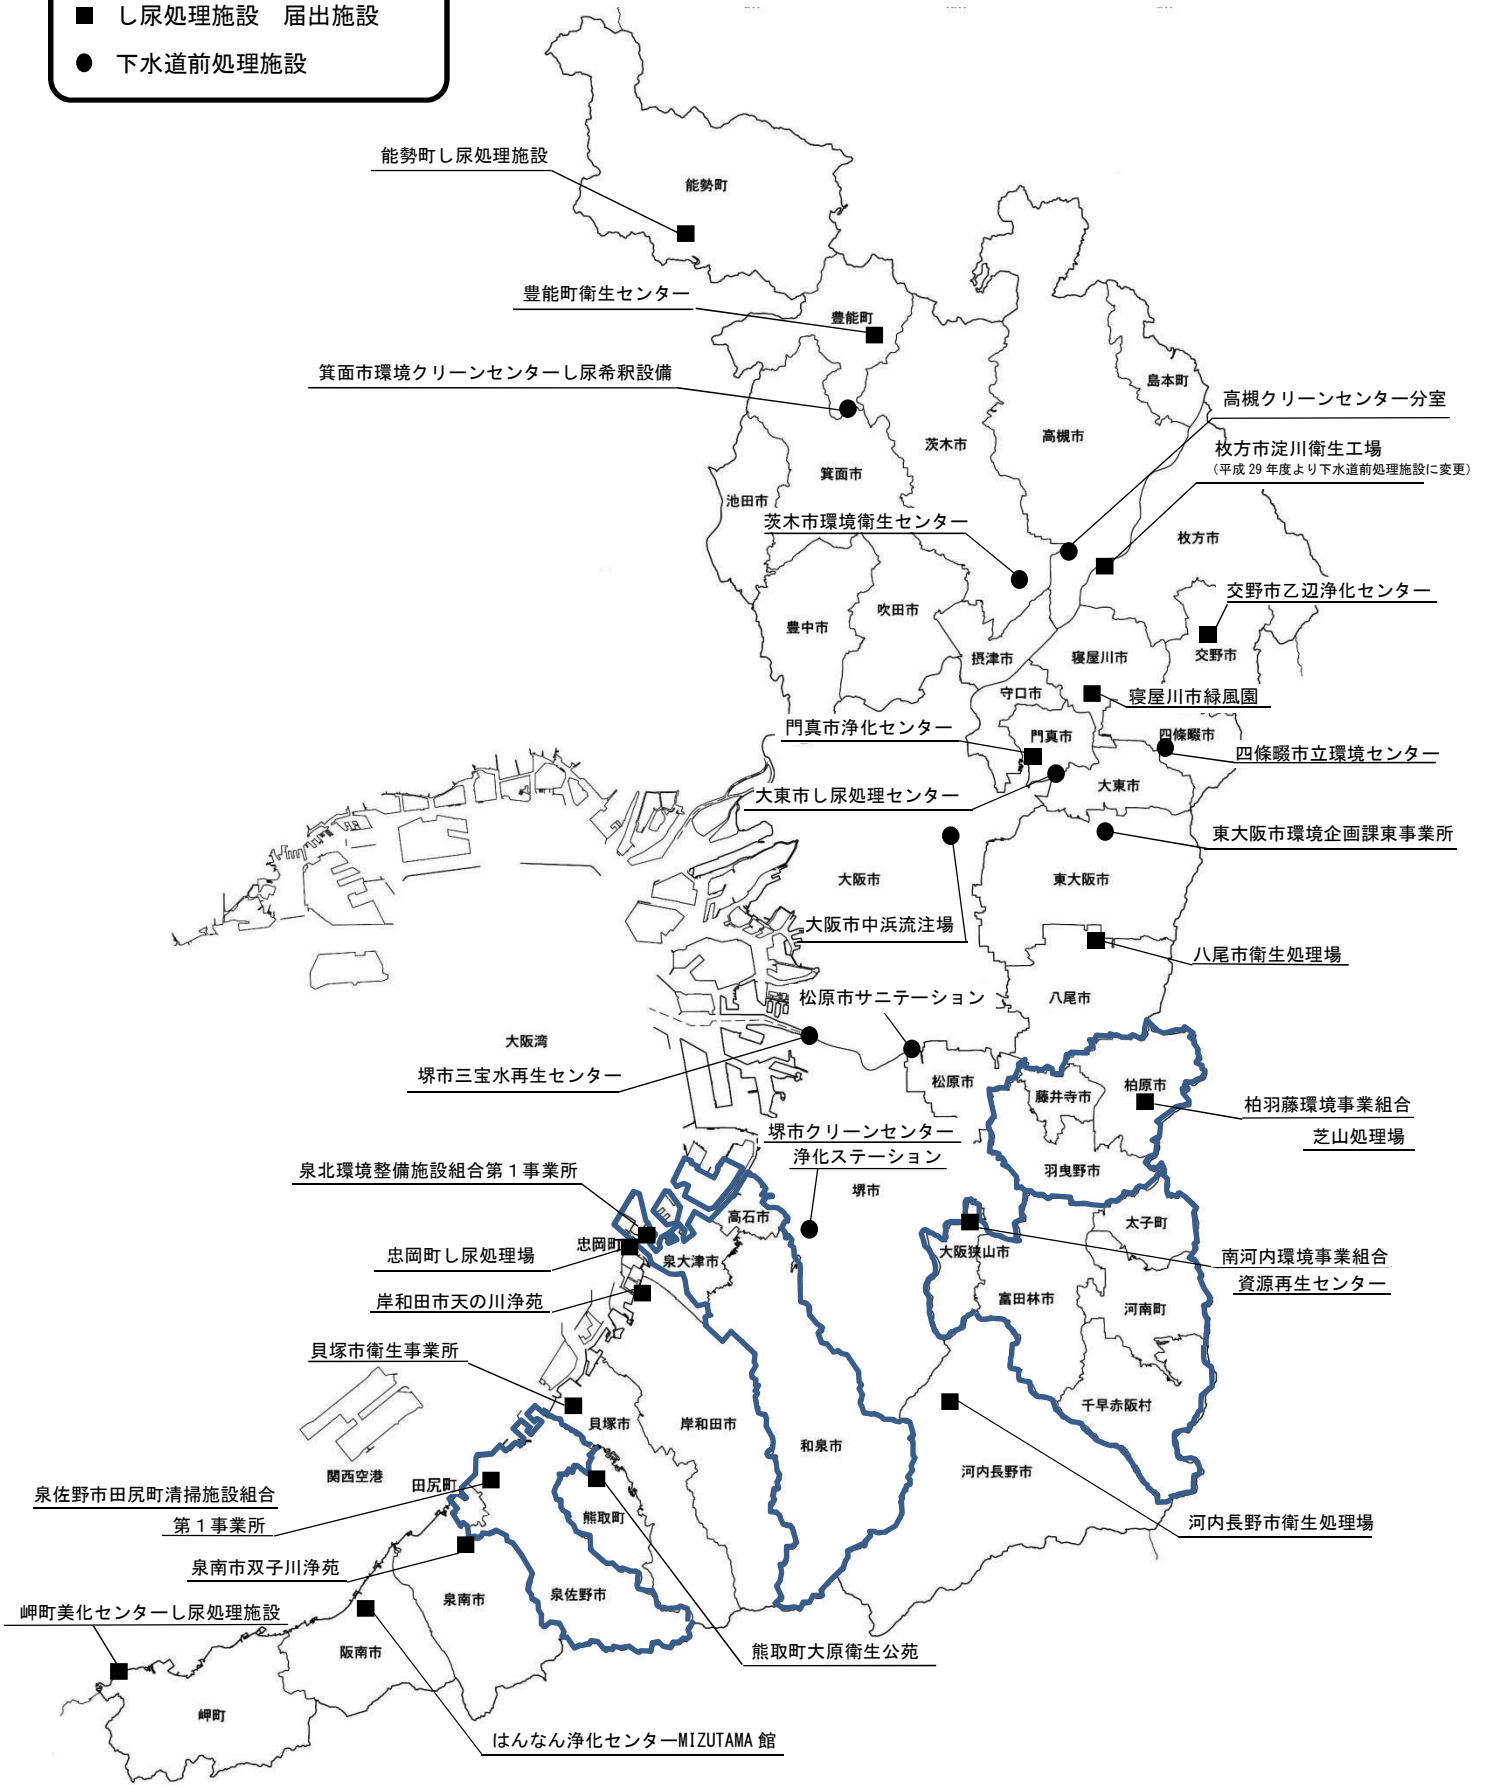 し尿処理施設　届出施設
下水道前処理施設
能勢町し尿処理施設
能勢町
豊能町衛生センター
豊能町
箕面市環境クリーンセンターし尿希釈設備
島本町
高槻クリーンセンター分室
高槻市
茨木市
枚方市淀川衛生工場
（平成29年度より下水道前処理施設に変更）
箕面市
池田市
茨木市環境衛生センター
枚方市
交野市乙辺浄化センター
吹田市
豊中市
摂津市
寝屋川市
交野市
守口市
寝屋川市緑風園
門真市浄化センター
門真市
四條畷市
四條畷市立環境センター
大東市
大東市し尿処理センター
東大阪市環境企画課東事業所
大阪市
東大阪市
大阪市中浜流注場
八尾市衛生処理場
松原市サニテーション
八尾市
大阪湾
堺市三宝水再生センター
松原市
藤井寺市
柏原市
柏羽藤環境事業組合
芝山処理場
堺市クリーンセンター
浄化ステーション
泉北環境整備施設組合第１事業所
羽曳野市
堺市
高石市
太子町
忠岡町
忠岡町し尿処理場
泉大津市
大阪狭山市
南河内環境事業組合
資源再生センター
岸和田市天の川浄苑
富田林市
河南町
貝塚市衛生事業所
千早赤阪村
貝塚市
岸和田市
和泉市
関西空港
田尻町
河内長野市
泉佐野市田尻町清掃施設組合
第１事業所
熊取町
河内長野市衛生処理場
泉南市双子川浄苑
泉南市
泉佐野市
岬町美化センターし尿処理施設
阪南市
熊取町大原衛生公苑
岬町
はんなん浄化センターMIZUTAMA館